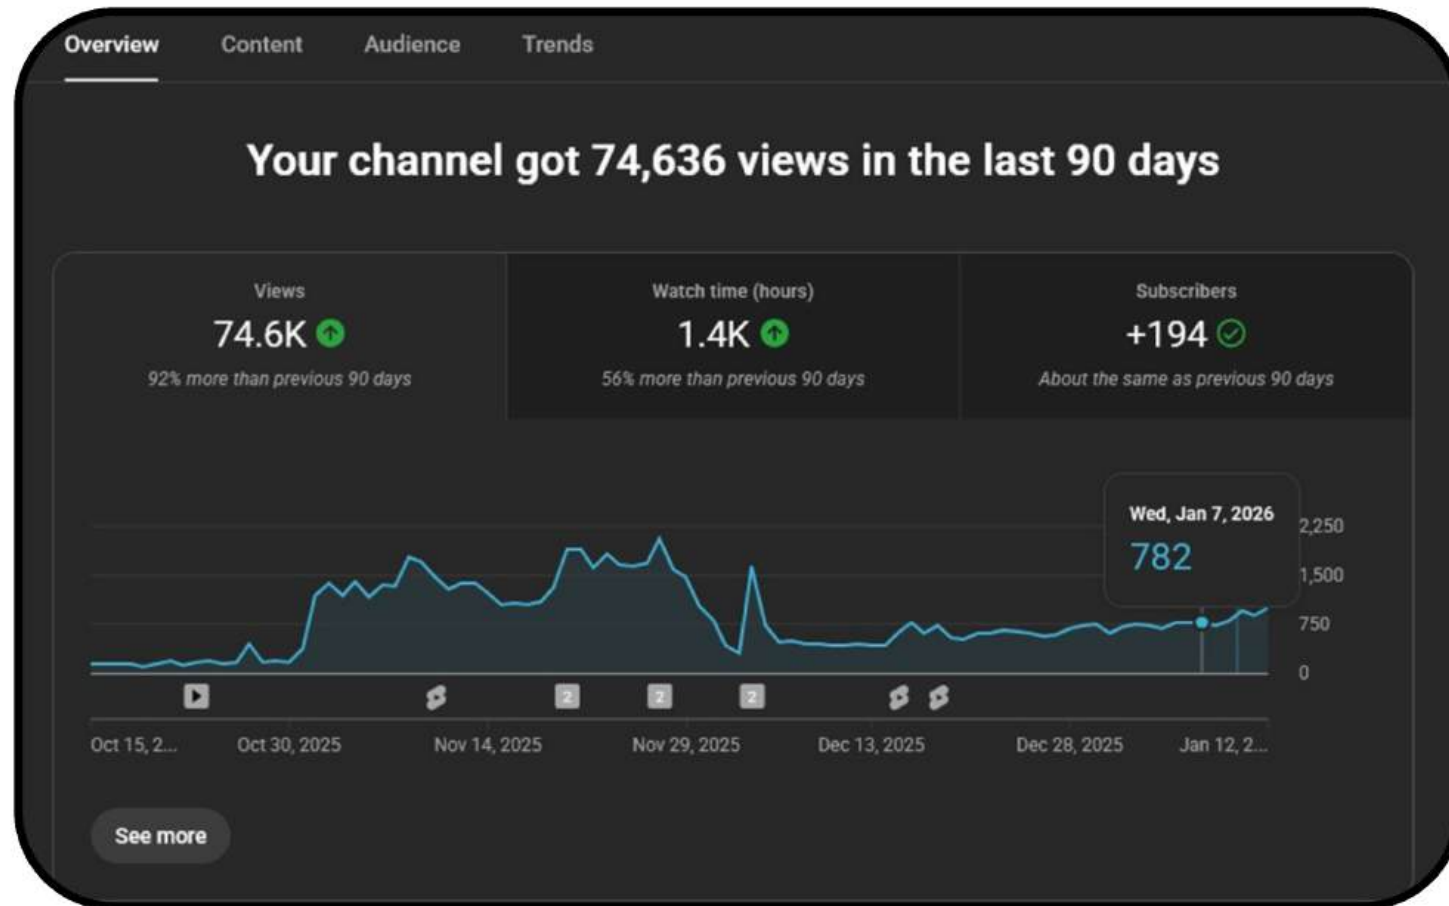 Overview Content Audience Trends
Your channel got 74,636 views in the last 90 days
Views
74.6K
92% more than previous 90 days
Watch time (hours)
1.4K
56% more than previous 90 days
Subscribers
+194
About the same as previous 90 days
Wed, Jan 7, 2026
782
2,250
1,500
750
0
2 2 2
Oct 15, 2... Oct 30, 2025 Nov 14, 2025 Nov 29, 2025 Dec 13, 2025 Dec 28, 2025 Jan 12, 2...
See more